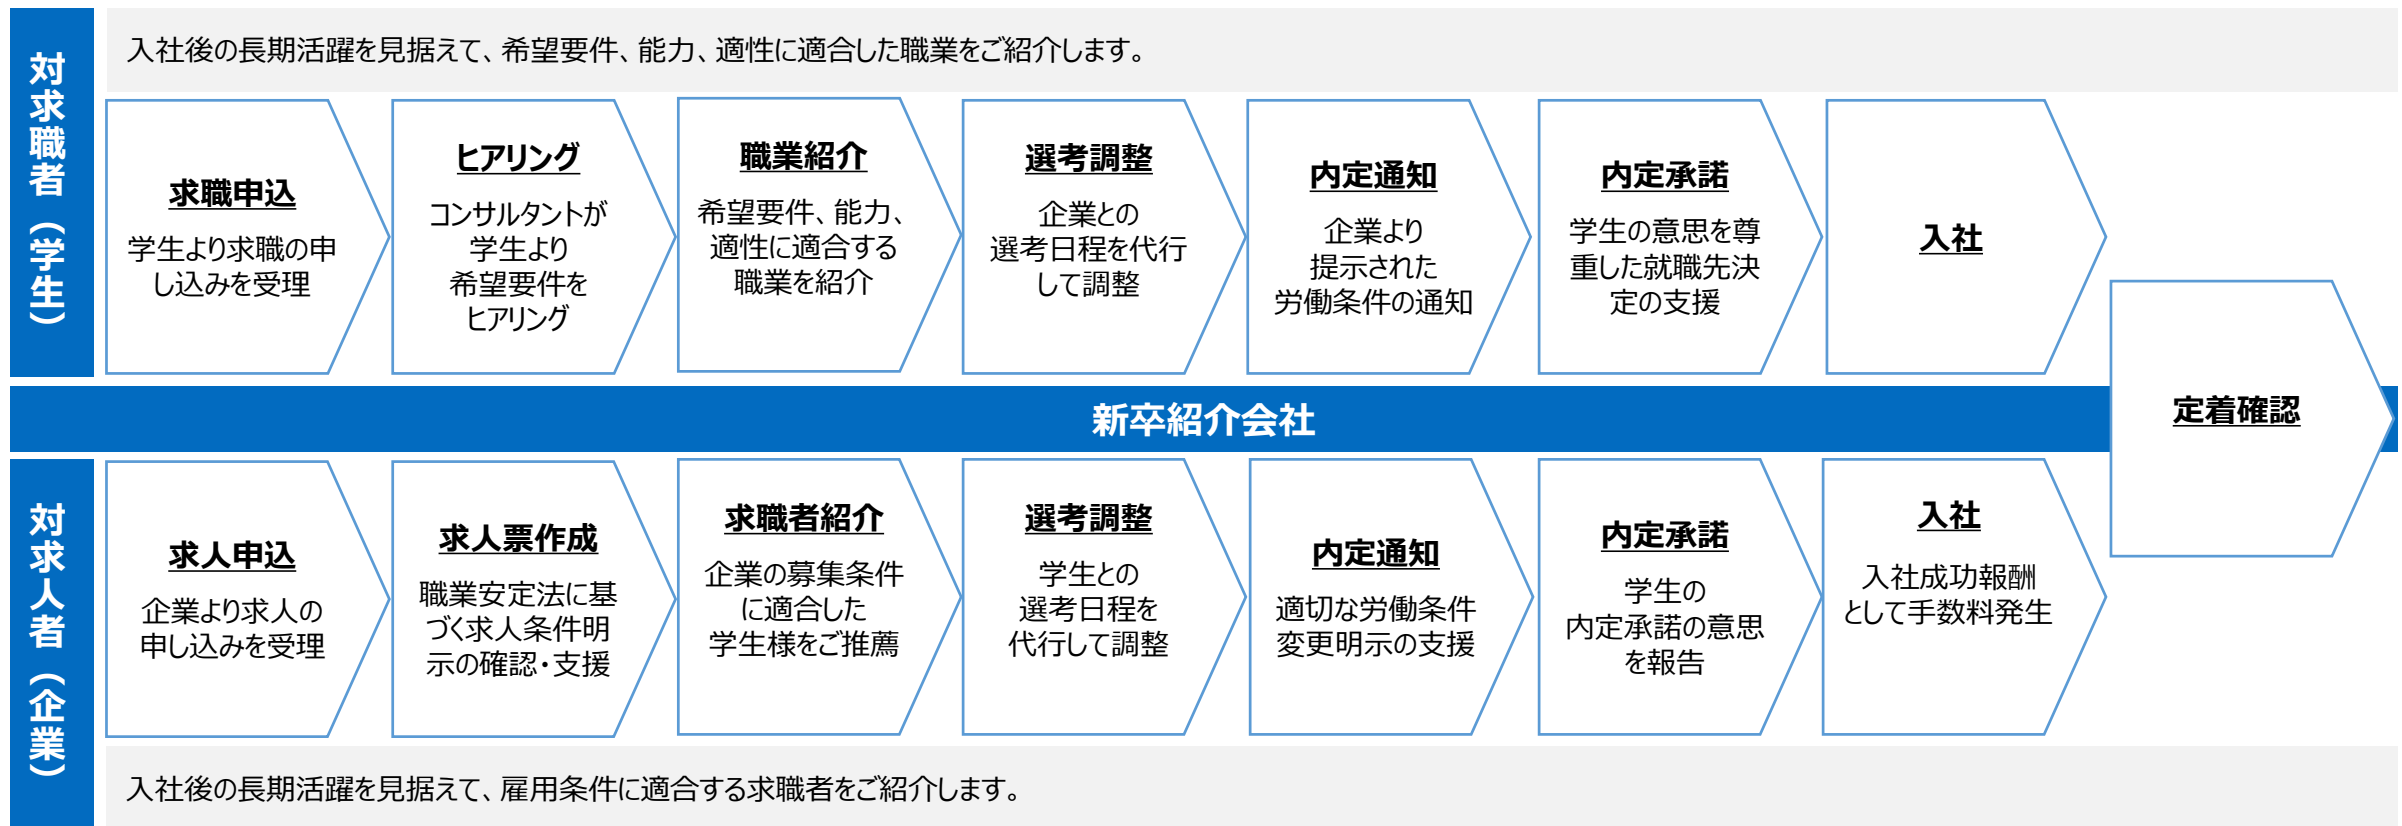 対求職者（学生）
入社後の長期活躍を見据えて、希望要件、能力、適性に適合した職業をご紹介します。
求職申込
学生より求職の申
し込みを受理
ヒアリング
コンサルタントが
学生より
希望要件を
ヒアリング
職業紹介
希望要件、能力、
適性に適合する
職業を紹介
選考調整
企業との
選考日程を代行
して調整
内定通知
企業より
提示された
労働条件の通知
内定承諾
学生の意思を尊
重した就職先決
定の支援
入社
新卒紹介会社
定着確認
対求人者（企業）
求人申込
企業より求人の
申し込みを受理
求人票作成
職業安定法に基
づく求人条件明
示の確認・支援
求職者紹介
企業の募集条件
に適合した
学生様をご推薦
選考調整
学生との
選考日程を
代行して調整
内定通知
適切な労働条件
変更明示の支援
内定承諾
学生の
内定承諾の意思
を報告
入社
入社成功報酬
として手数料発生
入社後の長期活躍を見据えて、雇用条件に適合する求職者をご紹介します。